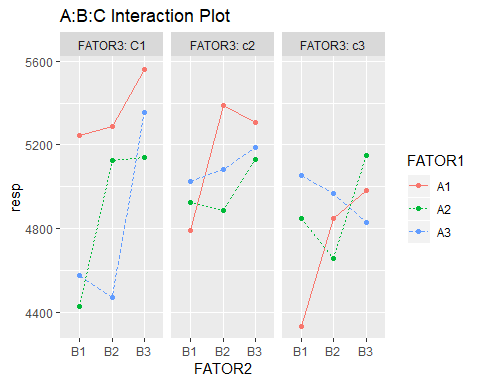 A:B:C Interaction Plot
FATOR3: C1 FATOR3: c2 FATOR3: c3
5600
5200
4800
4400
resp
B1 B2 B3 B1 B2 B3 B1 B2 B3
FATOR2
FATOR1
A1
A2
A3